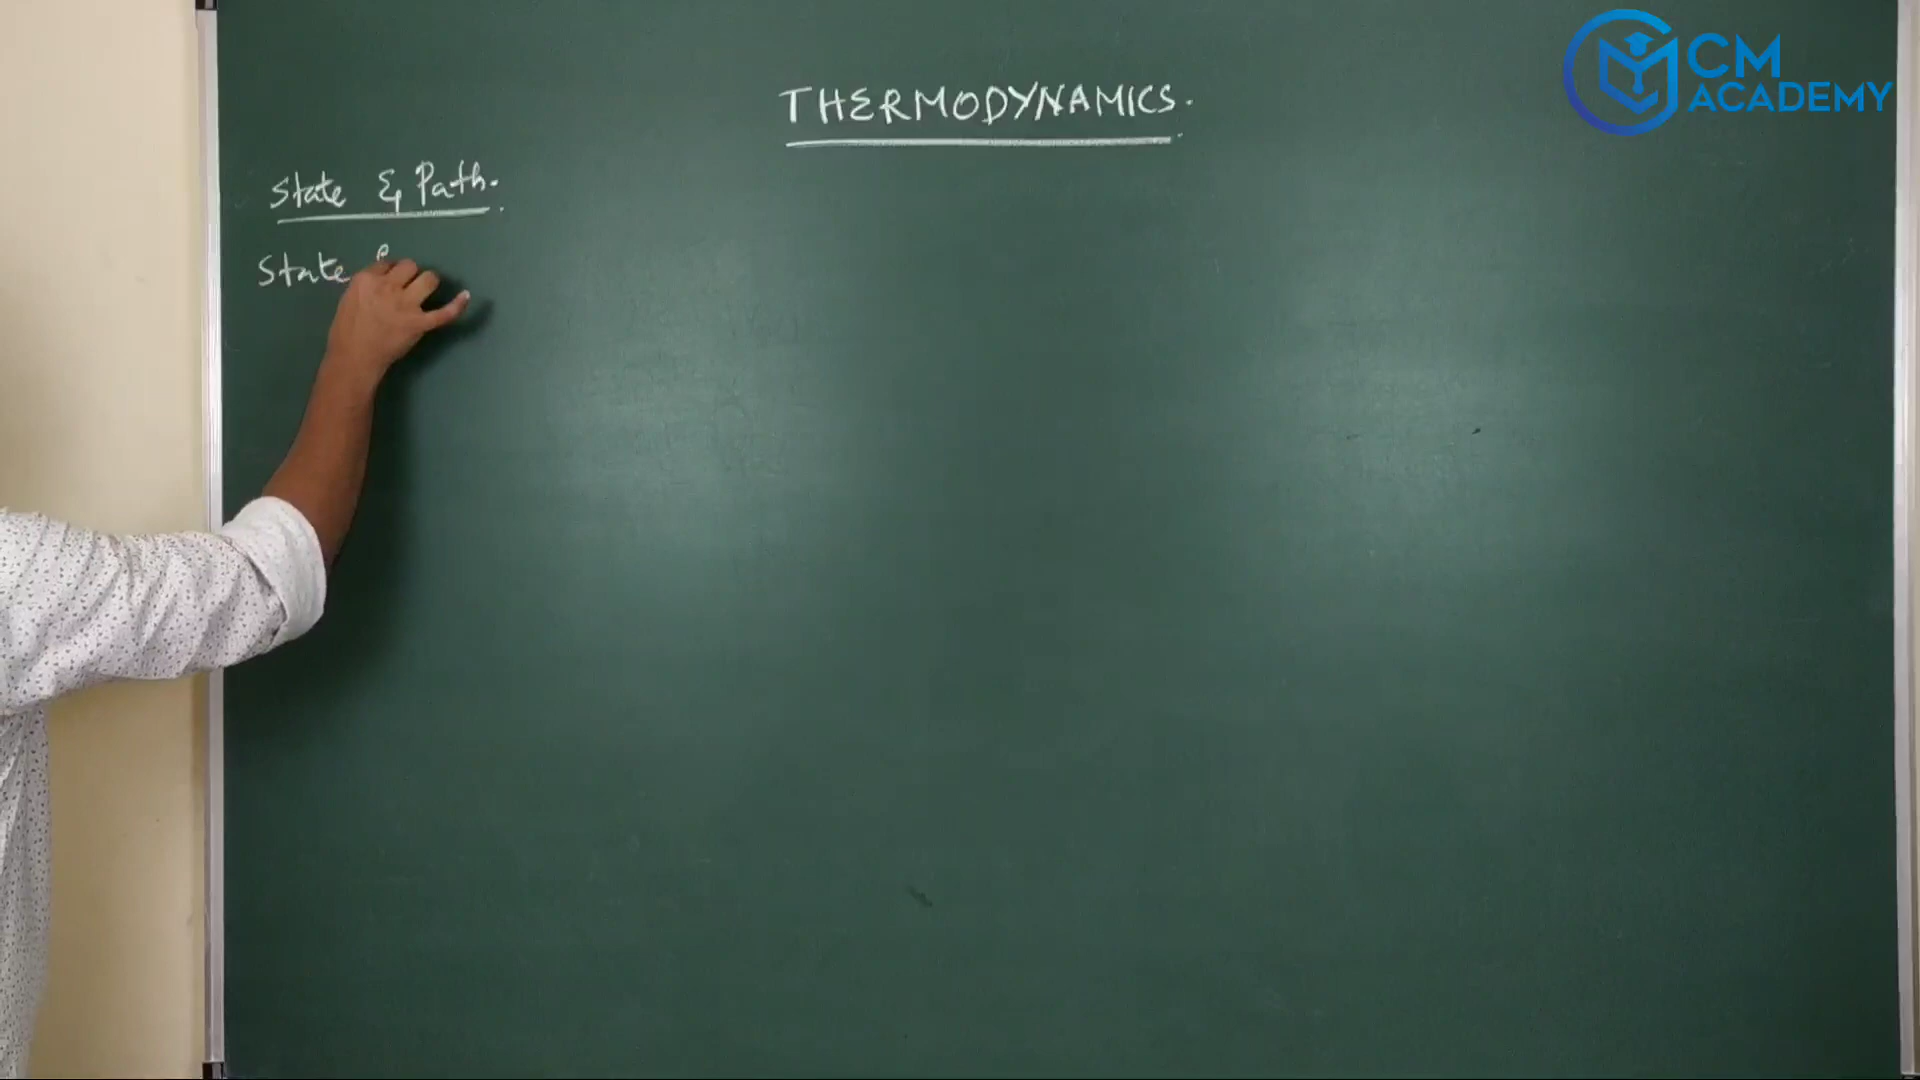 CM
ACADEMY
THERMODYNAMICS.
State & Path.
State